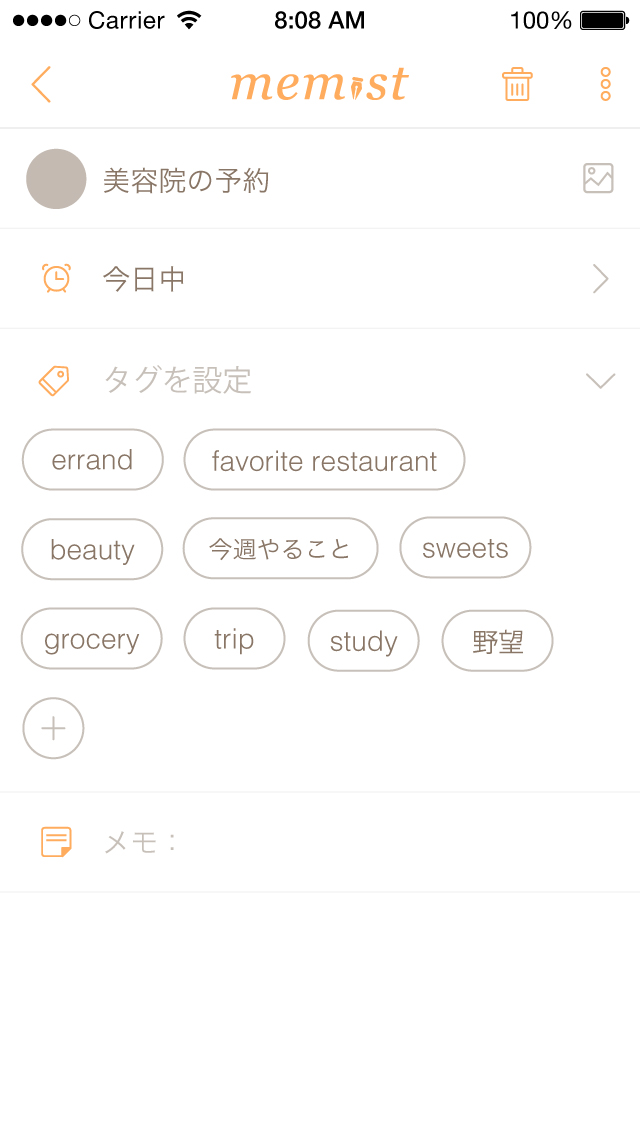 Carrier 8:08 AM 100%
memist
美容院の予約
今日中
タグを設定
errand favorite restaurant
beauty 今週やること sweets
grocery trip study 野望
メモ：